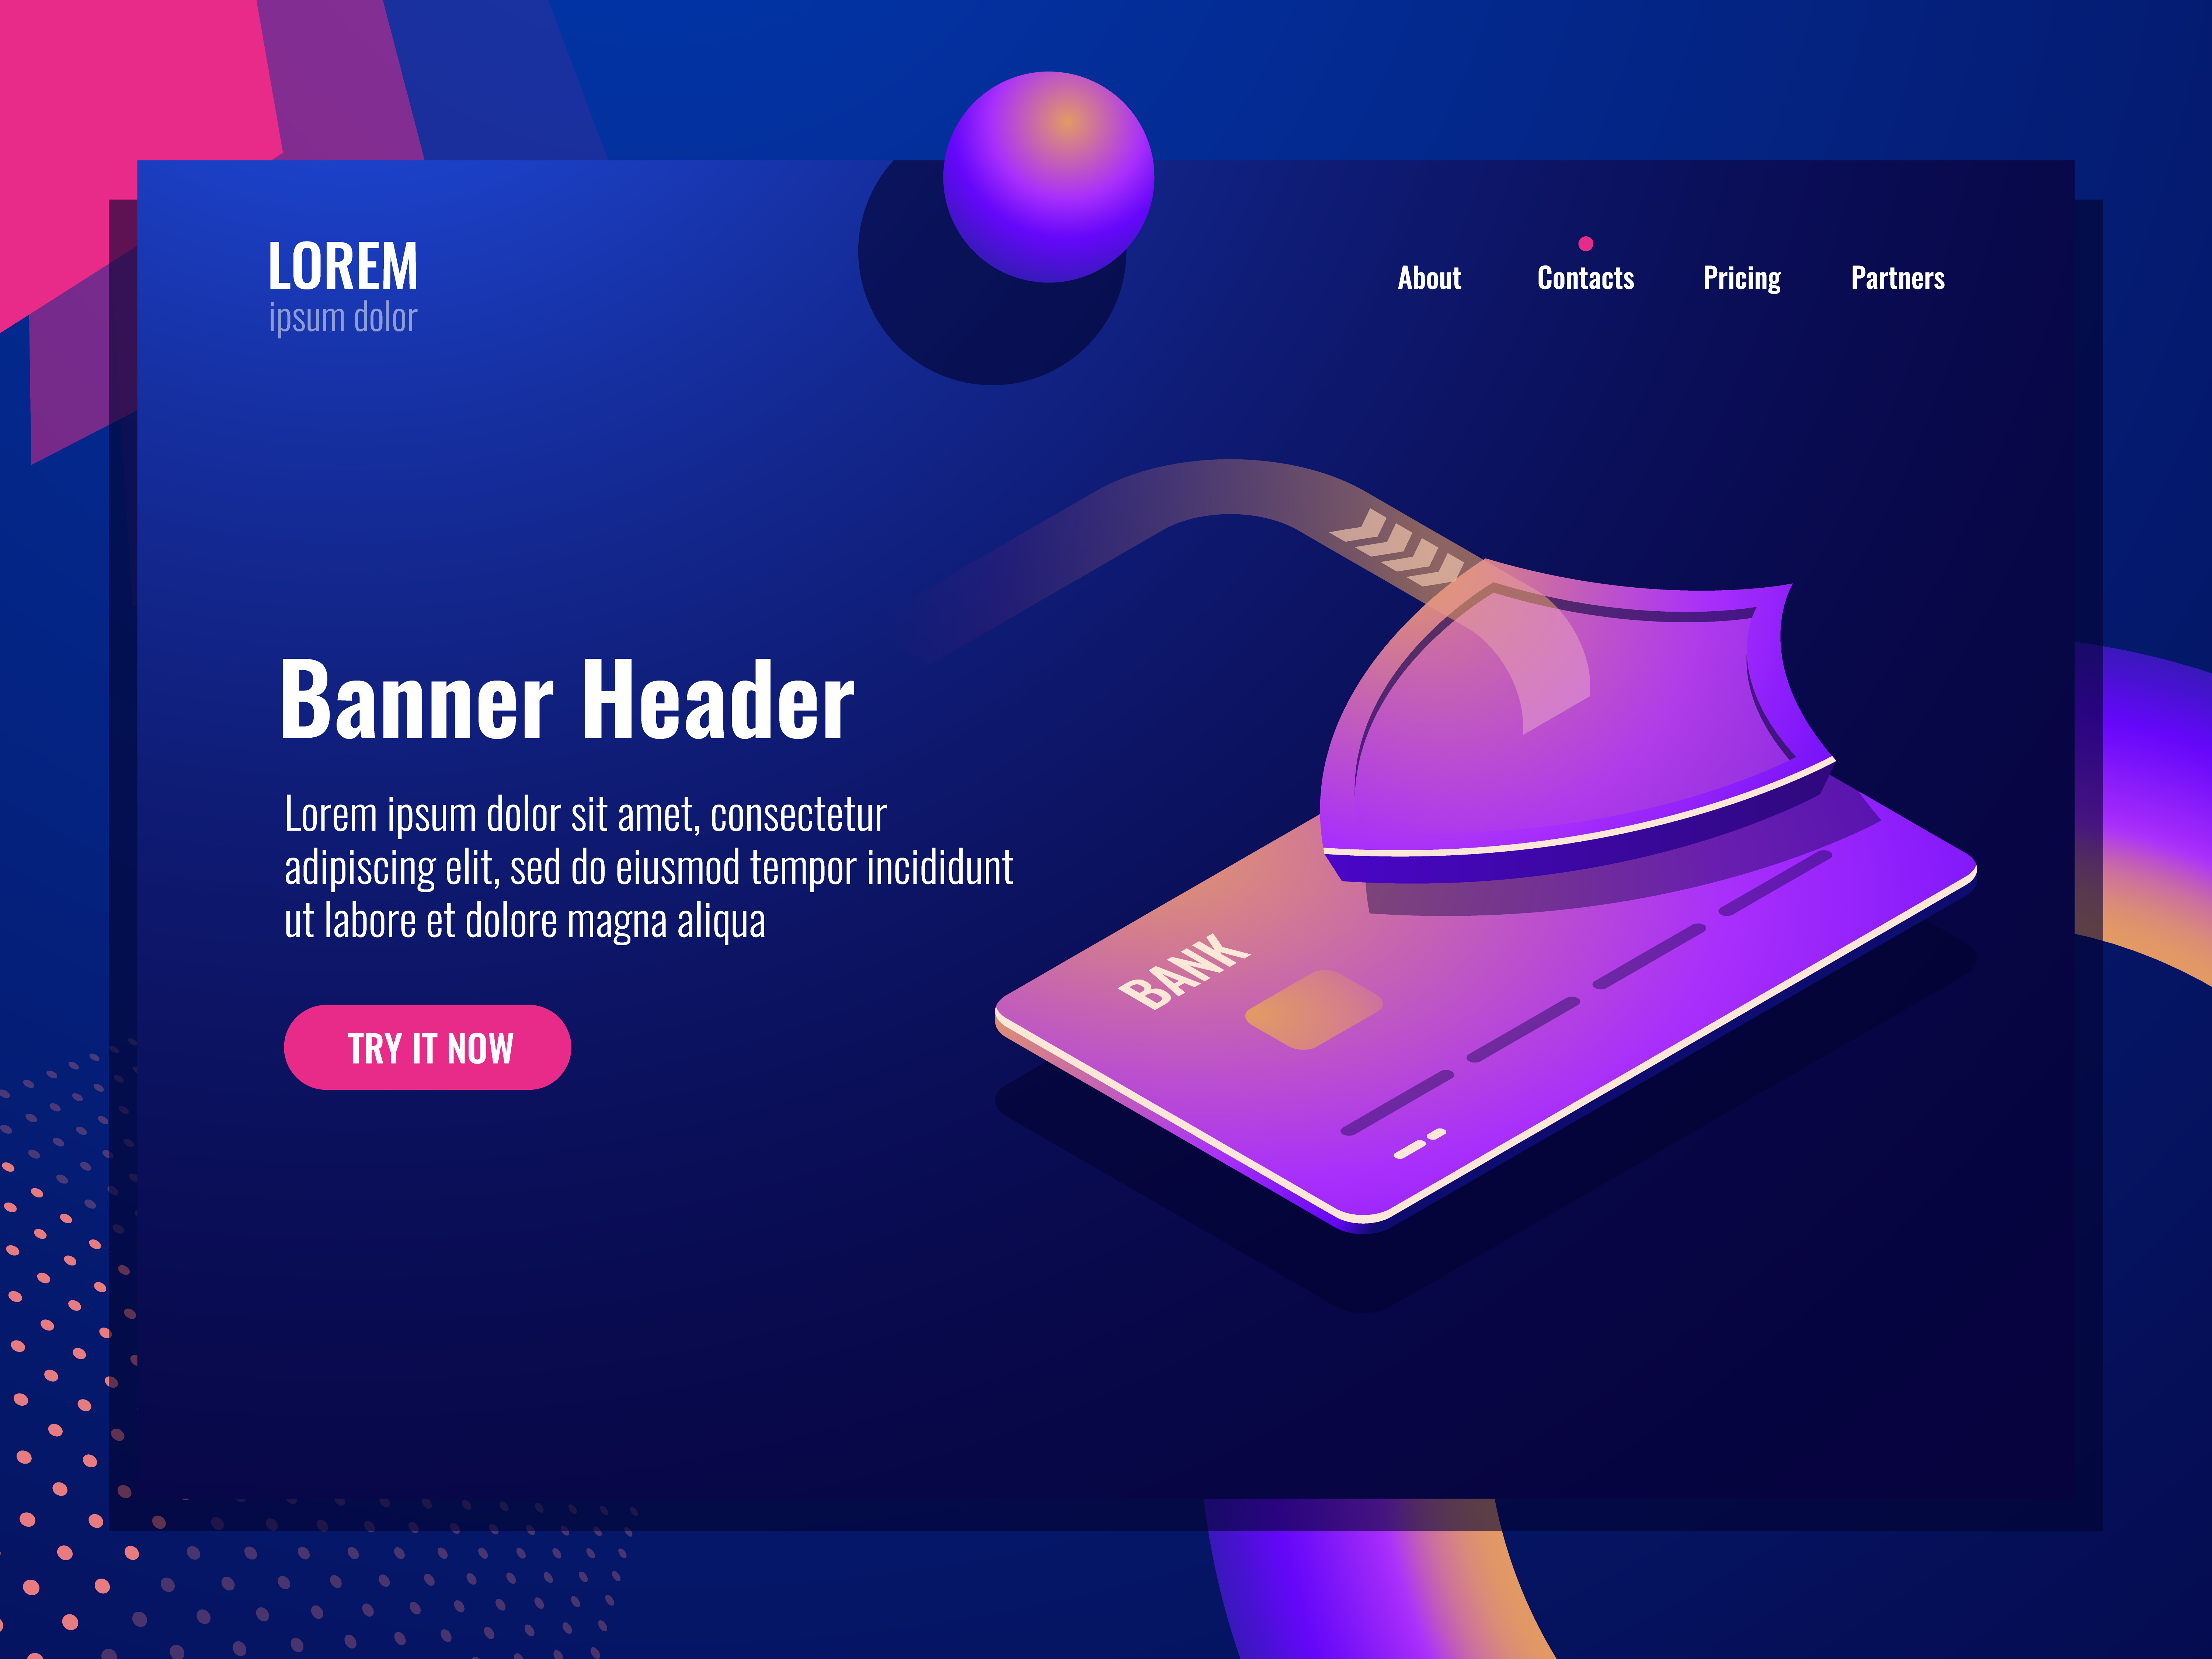 LOREM
ipsum dolor
About
Contacts
Pricing
Partners
Banner Header
Lorem ipsum dolor sit amet, consectetur
adipiscing elit, sed do eiusmod tempor incididunt
ut labore et dolore magna aliqua
TRY IT NOW
BANK